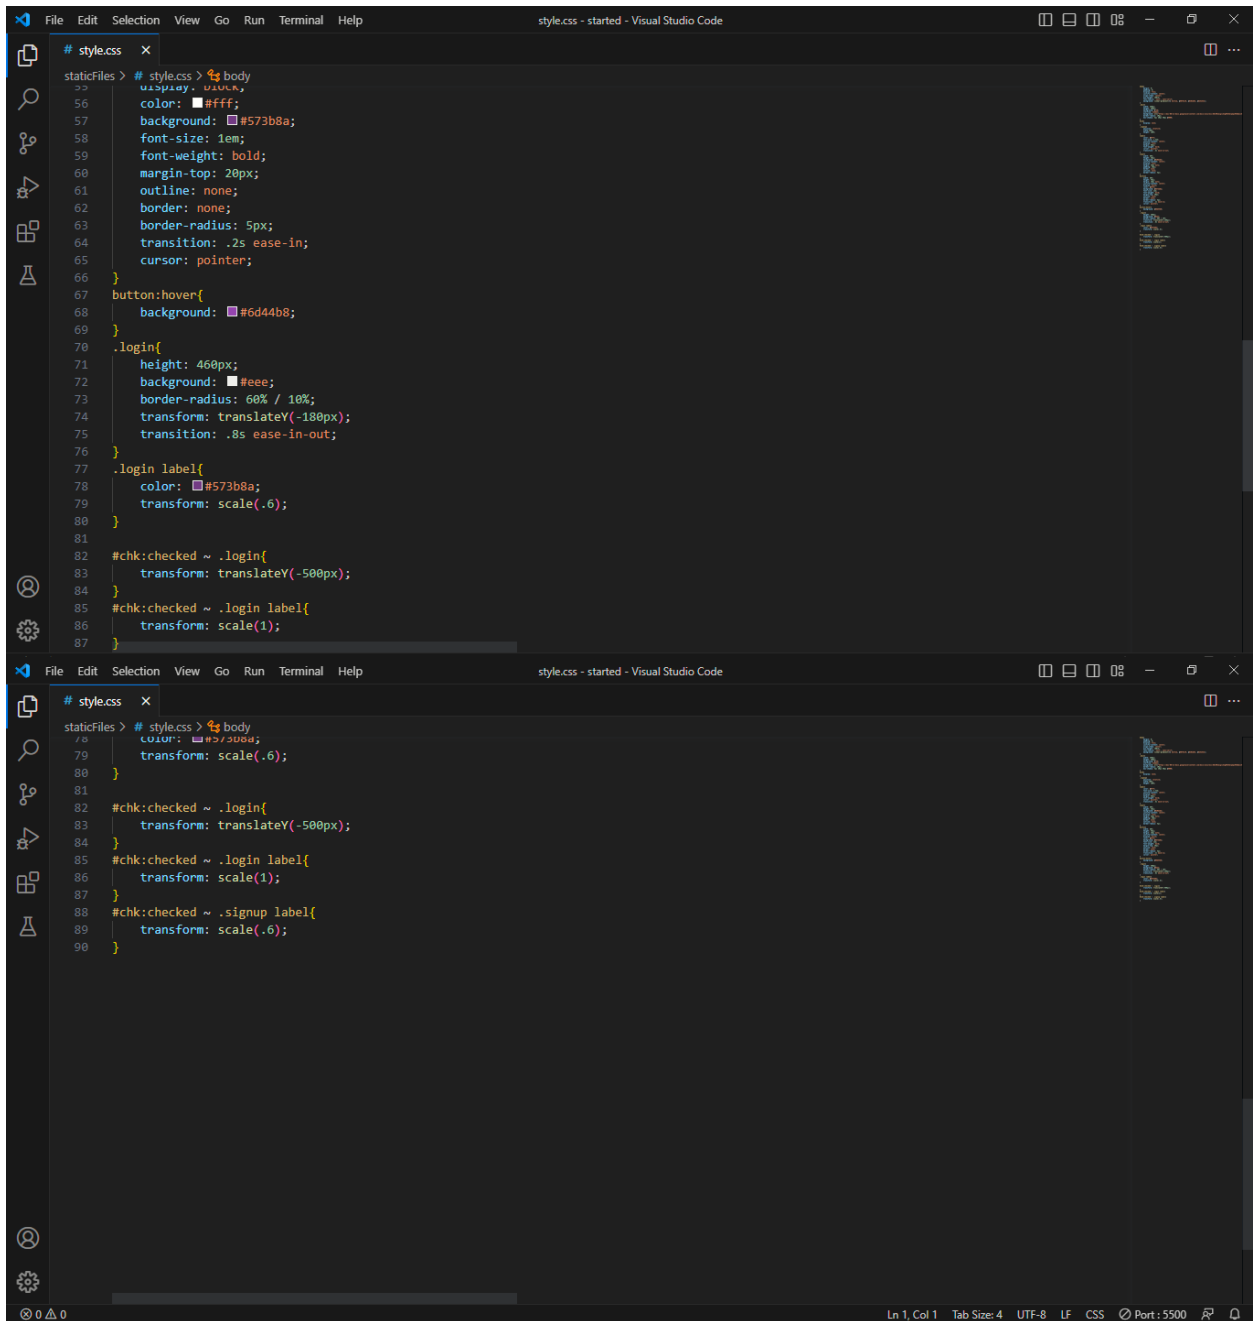 File Edit Selection View Go Run Terminal Help style.css - started - Visual Studio Code
# style.css
staticFiles > # style.css > body
55 display: block;
56 color: #fff;
57 background: #573b8a;
58 font-size: 1em;
59 font-weight: bold;
60 margin-top: 20px;
61 outline: none;
62 border: none;
63 border-radius: 5px;
64 transition: .2s ease-in;
65 cursor: pointer;
66 }
67 button:hover{
68 background: #6d44b8;
69 }
70 .login{
71 height: 460px;
72 background: #eee;
73 border-radius: 60% / 10%;
74 transform: translateY(-180px);
75 transition: .8s ease-in-out;
76 }
77 .login label{
78 color: #573b8a;
79 transform: scale(.6);
80 }
81
82 #chk:checked ~ .login{
83 transform: translateY(-500px);
84 }
85 #chk:checked ~ .login label{
86 transform: scale(1);
87 }
File Edit Selection View Go Run Terminal Help style.css - started - Visual Studio Code
# style.css
staticFiles > # style.css > body
78 color: #573b8a;
79 transform: scale(.6);
80 }
81
82 #chk:checked ~ .login{
83 transform: translateY(-500px);
84 }
85 #chk:checked ~ .login label{
86 transform: scale(1);
87 }
88 #chk:checked ~ .signup label{
89 transform: scale(.6);
90 }
0 0 Ln 1, Col 1 Tab Size: 4 UTF-8 LF CSS Port : 5500